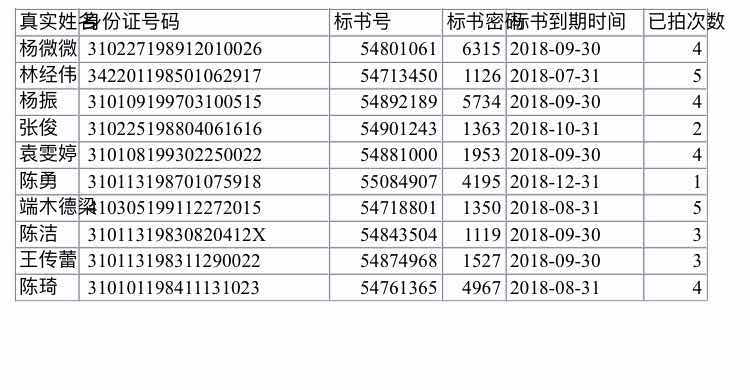 真实姓名 身份证号码 标书号 标书密码 标书到期时间 已拍次数
杨微微 310227198912010026 54801061 6315 2018-09-30 4
林经伟 342201198501062917 54713450 1126 2018-07-31 5
杨振 310109199703100515 54892189 5734 2018-09-30 4
张俊 310225198804061616 54901243 1363 2018-10-31 2
袁雯婷 310108199302250022 54881000 1953 2018-09-30 4
陈勇 310113198701075918 55084907 4195 2018-12-31 1
端木德梁 410305199112272015 54718801 1350 2018-08-31 5
陈洁 31011319830820412X 54843504 1119 2018-09-30 3
王传蕾 310113198311290022 54874968 1527 2018-09-30 3
陈琦 310101198411131023 54761365 4967 2018-08-31 4